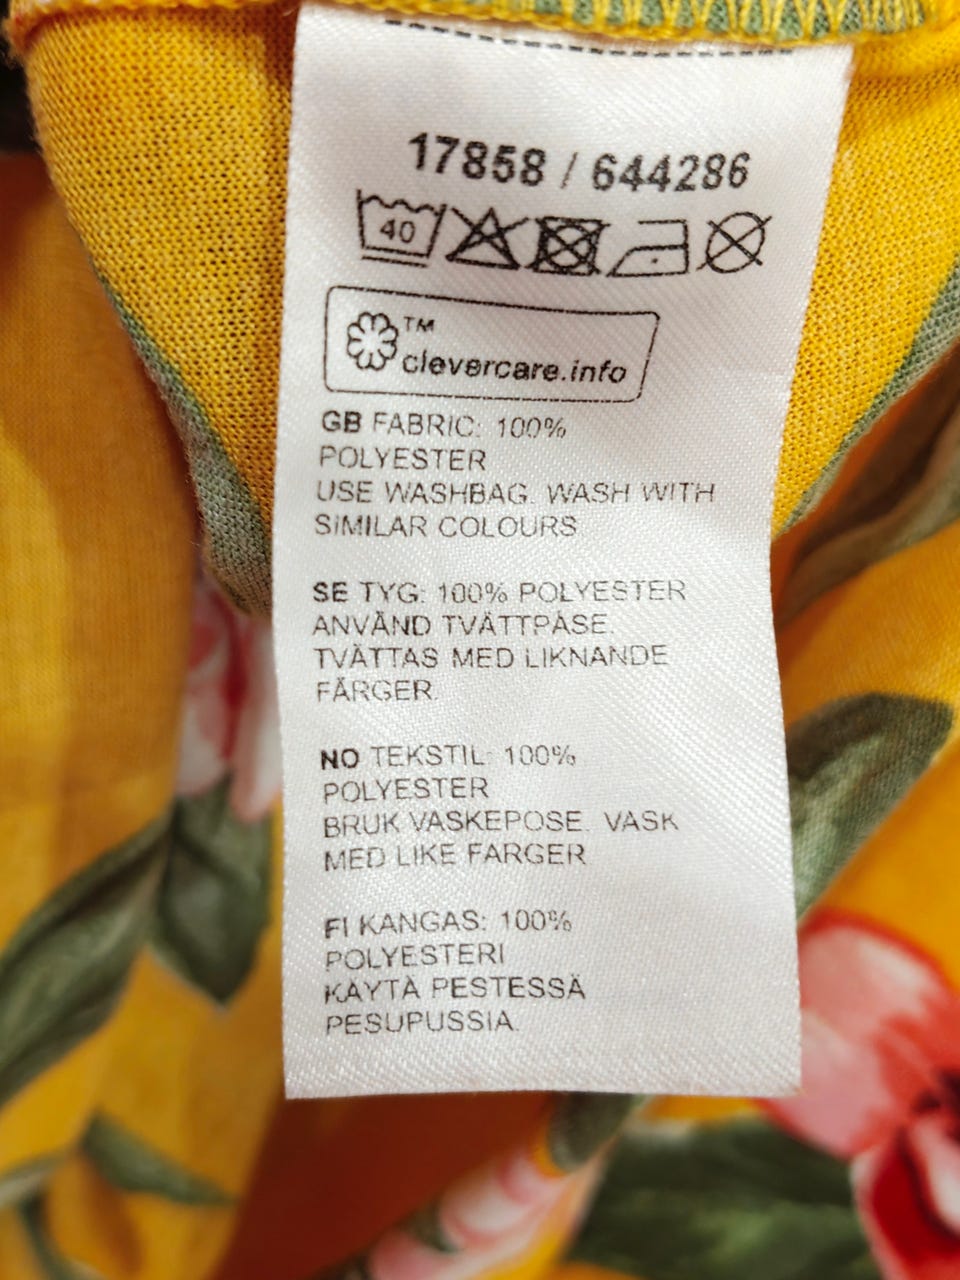 17858 / 644286
40
TM
clevercare.info
GB FABRIC: 100%
POLYESTER
USE WASHBAG. WASH WITH
SIMILAR COLOURS
SE TYG: 100% POLYESTER
ANVÄND TVÄTTPÅSE.
TVÄTTAS MED LIKNANDE
FÄRGER.
NO TEKSTIL: 100%
POLYESTER
BRUK VASKEPOSE. VASK
MED LIKE FARGER
FI KANGAS: 100%
POLYESTERI
KÄYTÄ PESTESSÄ
PESUPUSSIA.